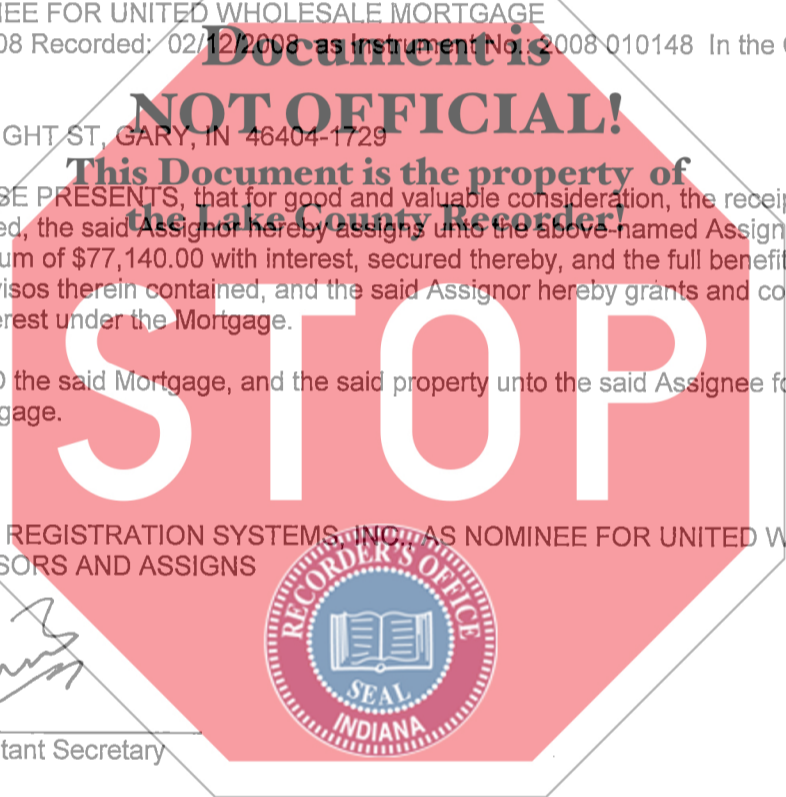 NEE FOR UNITED WHOLESALE MORTGAGE
08 Recorded: 02/12/2008 as Instrument No.: 2008 010148 In the
Document is
NOT OFFICIAL!
GHT ST, GARY, IN 46404-1729
This Document is the property of
the Lake County Recorder!
SE PRESENTS, that for good and valuable consideration, the receip
ed, the said Assignor hereby assigns unto the above-named Assign
um of $77,140.00 with interest, secured thereby, and the full benefit
visos therein contained, and the said Assignor hereby grants and co
erest under the Mortgage.
STOP
the said Mortgage, and the said property unto the said Assignee fo
gage.
REGISTRATION SYSTEMS, INC., AS NOMINEE FOR UNITED W
SORS AND ASSIGNS
RECORDER'S OFFICE
SEAL
INDIANA
tant Secretary